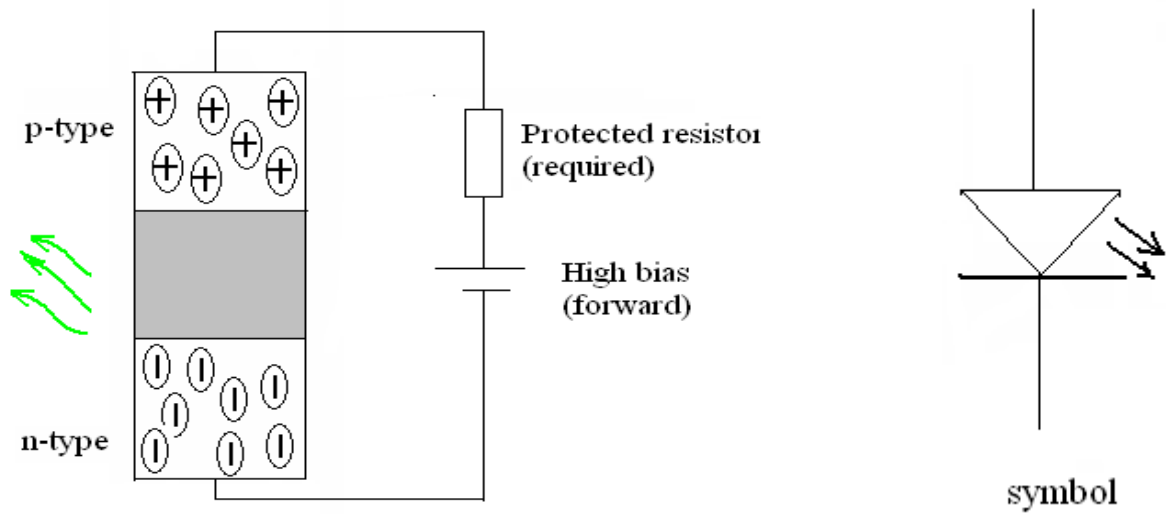 p-type
Protected resistor
(required)
High bias
(forward)
n-type
symbol